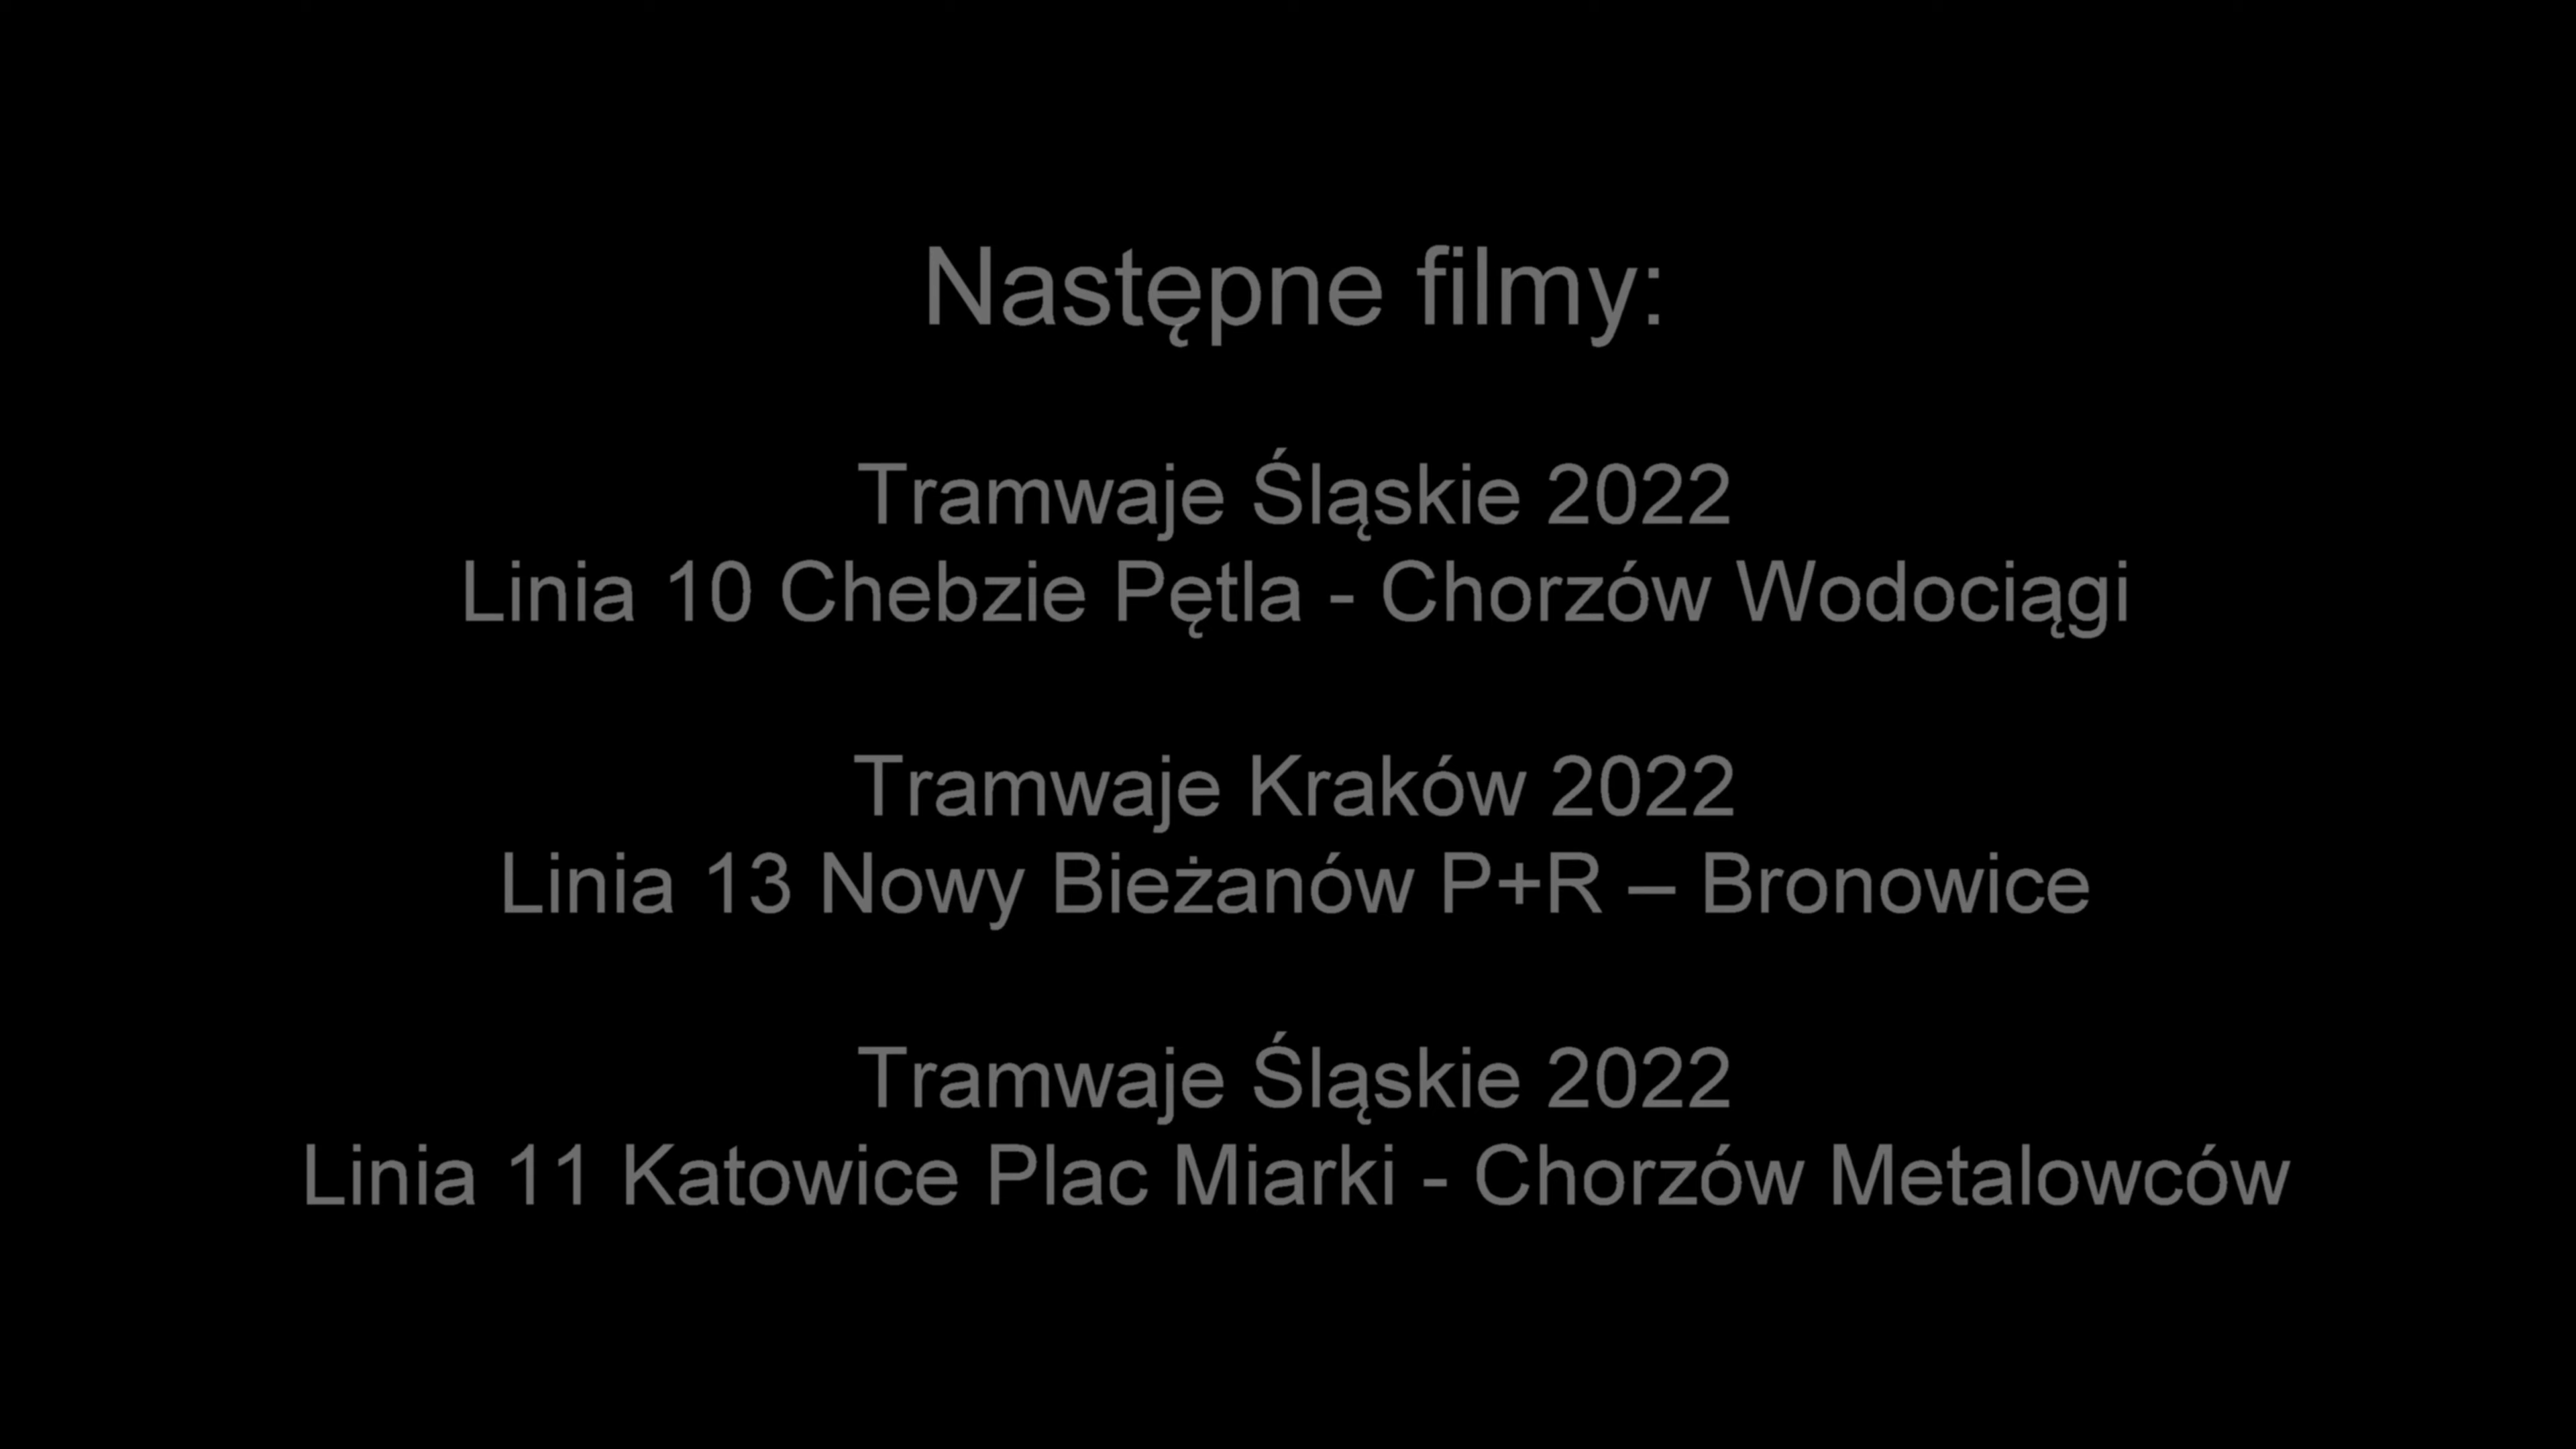 Następne filmy:
Tramwaje Śląskie 2022
Linia 10 Chebzie Pętla - Chorzów Wodociągi
Tramwaje Kraków 2022
Linia 13 Nowy Bieżanów P+R – Bronowice
Tramwaje Śląskie 2022
Linia 11 Katowice Plac Miarki - Chorzów Metalowców